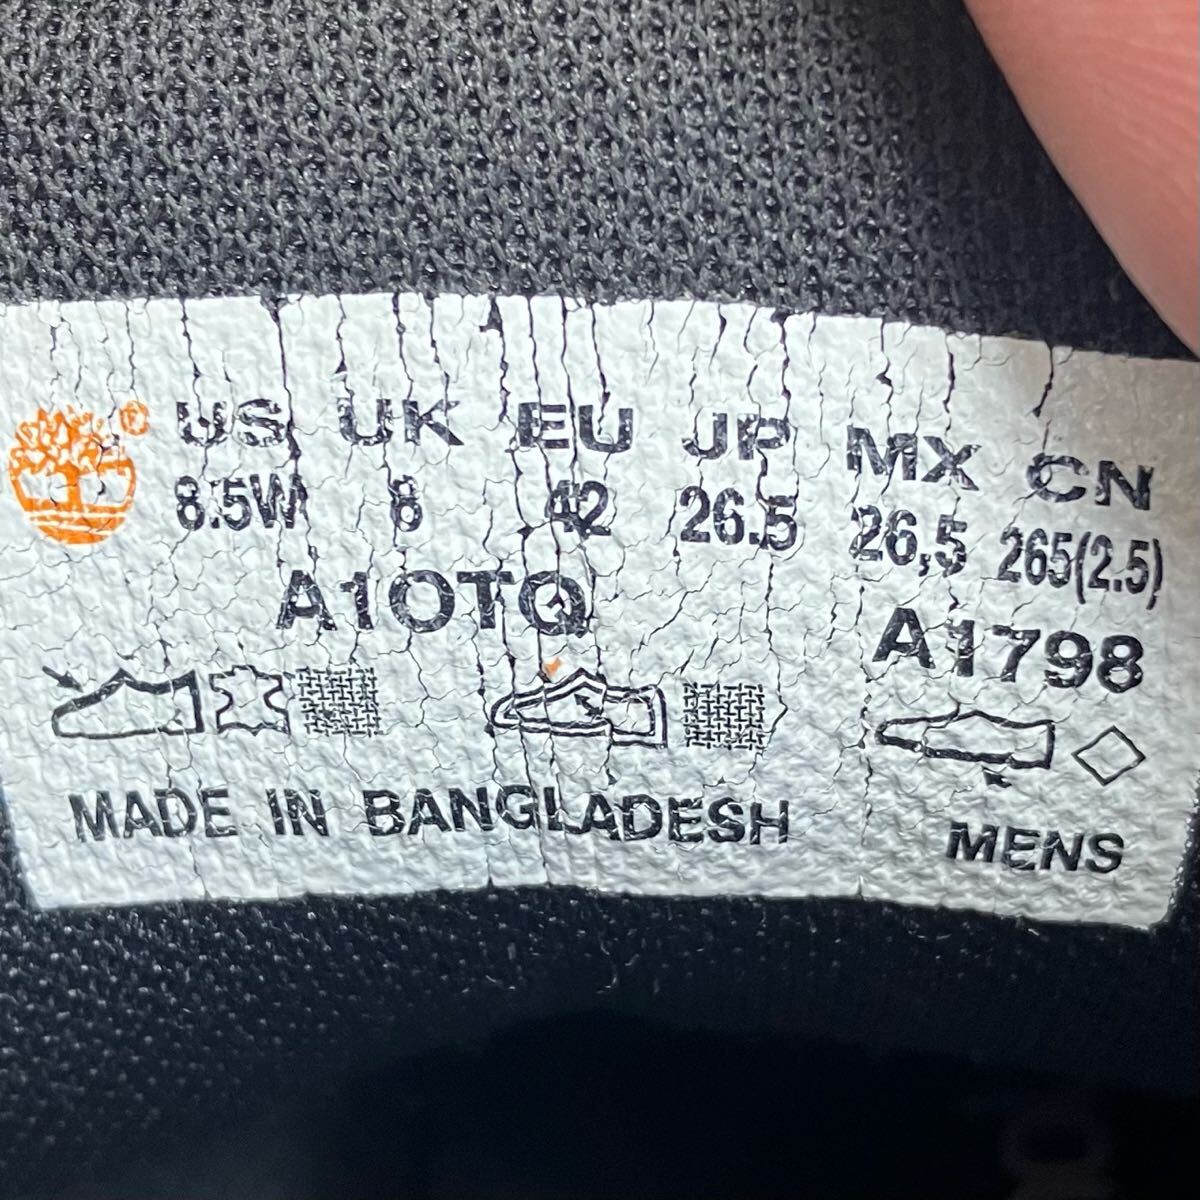 ® US UK EU JP MX CN
8.5W 8 42 26.5 26,5 265(2.5)
A1OTQ A1798
MADE IN BANGLADESH MENS